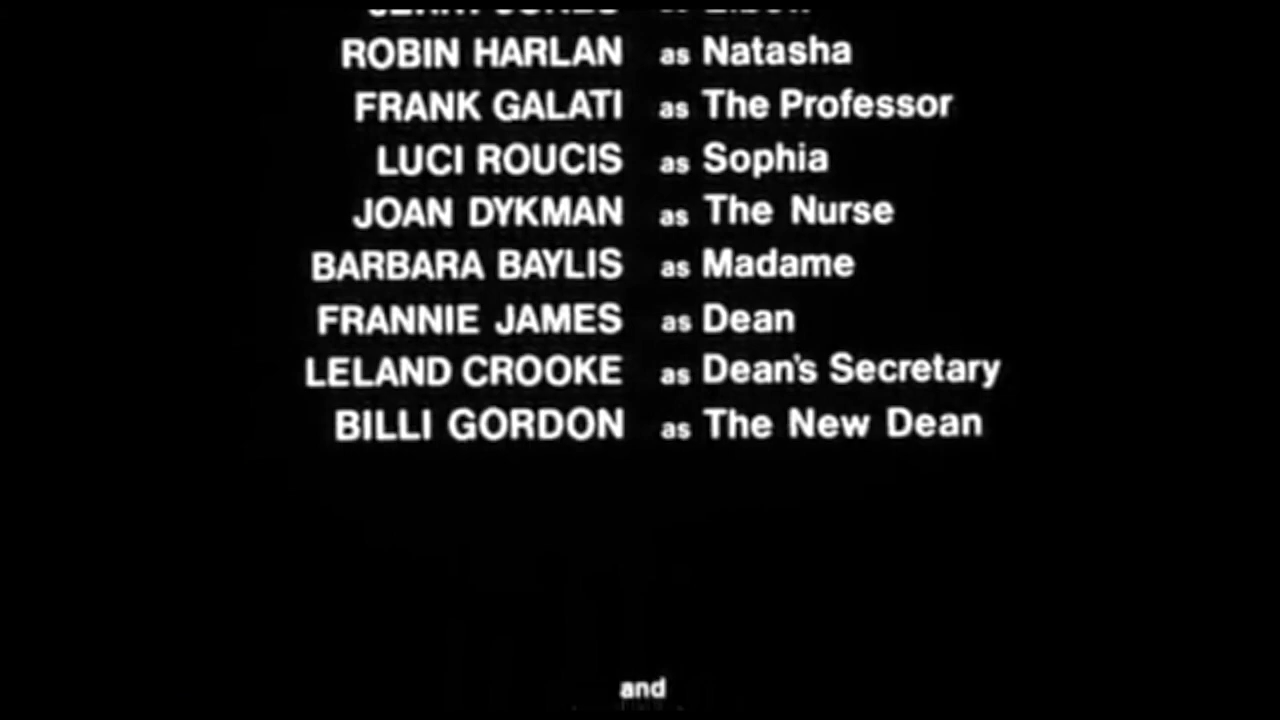 ROBIN HARLAN as Natasha
FRANK GALATI as The Professor
LUCI ROUCIS as Sophia
JOAN DYKMAN as The Nurse
BARBARA BAYLIS as Madame
FRANNIE JAMES as Dean
LELAND CROOKE as Dean's Secretary
BILLI GORDON as The New Dean
and